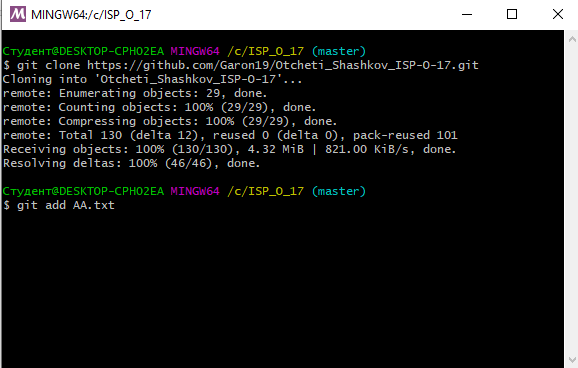 MINGW64:/c/ISP_O_17
Студент@DESKTOP-CPHO2EA MINGW64 /c/ISP_O_17 (master)
$ git clone https://github.com/Garon19/Otcheti_Shashkov_ISP-O-17.git
Cloning into 'Otcheti_Shashkov_ISP-O-17'...
remote: Enumerating objects: 29, done.
remote: Counting objects: 100% (29/29), done.
remote: Compressing objects: 100% (29/29), done.
remote: Total 130 (delta 12), reused 0 (delta 0), pack-reused 101
Receiving objects: 100% (130/130), 4.32 MiB | 821.00 KiB/s, done.
Resolving deltas: 100% (46/46), done.
Студент@DESKTOP-CPHO2EA MINGW64 /c/ISP_O_17 (master)
$ git add AA.txt